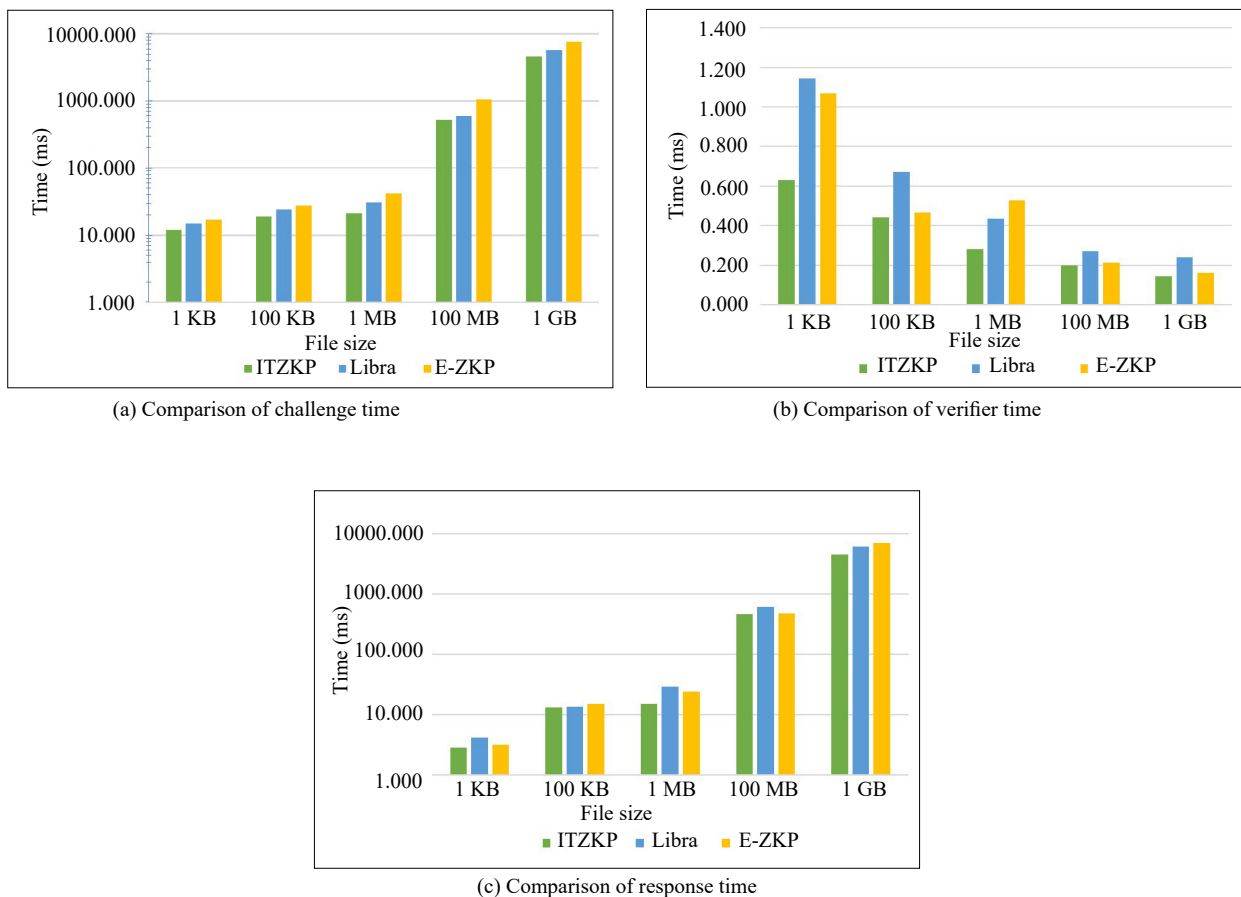 10000.000
1000.000
100.000
10.000
1.000
Time (ms)
1 KB 100 KB 1 MB 100 MB 1 GB
File size
ITZKP Libra E-ZKP
(a) Comparison of challenge time
1.400
1.200
1.000
0.800
0.600
0.400
0.200
0.000
Time (ms)
1 KB 100 KB 1 MB 100 MB 1 GB
File size
ITZKP Libra E-ZKP
(b) Comparison of verifier time
10000.000
1000.000
100.000
10.000
1.000
Time (ms)
1 KB 100 KB 1 MB 100 MB 1 GB
File size
ITZKP Libra E-ZKP
(c) Comparison of response time